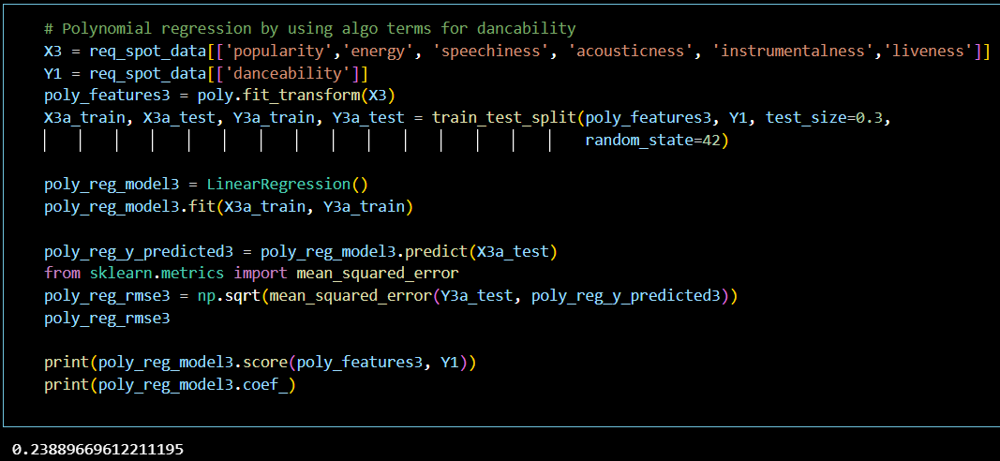 # Polynomial regression by using algo terms for dancability
X3 = req_spot_data[['popularity','energy', 'speechiness', 'acousticness', 'instrumentalness','liveness']]
Y1 = req_spot_data[['danceability']]
poly_features3 = poly.fit_transform(X3)
X3a_train, X3a_test, Y3a_train, Y3a_test = train_test_split(poly_features3, Y1, test_size=0.3,
random_state=42)
poly_reg_model3 = LinearRegression()
poly_reg_model3.fit(X3a_train, Y3a_train)
poly_reg_y_predicted3 = poly_reg_model3.predict(X3a_test)
from sklearn.metrics import mean_squared_error
poly_reg_rmse3 = np.sqrt(mean_squared_error(Y3a_test, poly_reg_y_predicted3))
poly_reg_rmse3
print(poly_reg_model3.score(poly_features3, Y1))
print(poly_reg_model3.coef_)
0.23889669612211195